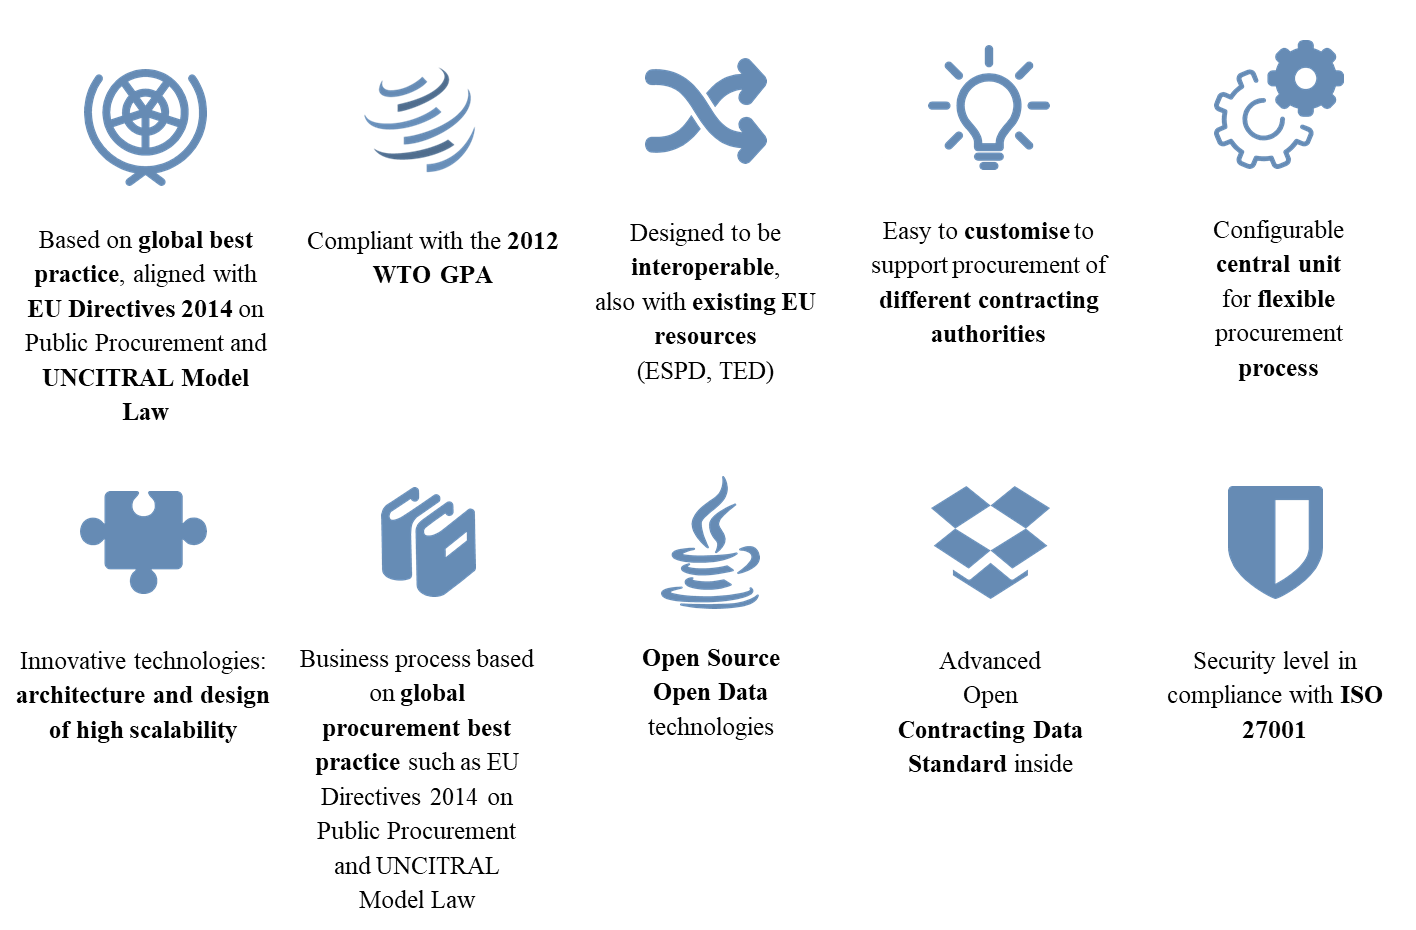 Based on global best
practice, aligned with
EU Directives 2014 on
Public Procurement and
UNCITRAL Model
Law
Compliant with the 2012
WTO GPA
Designed to be
interoperable,
also with existing EU
resources
(ESPD, TED)
Easy to customise to
support procurement of
different contracting
authorities
Configurable
central unit
for flexible
procurement
process
Innovative technologies:
architecture and design
of high scalability
Business process based
on global
procurement best
practice such as EU
Directives 2014 on
Public Procurement
and UNCITRAL
Model Law
Open Source
Open Data
technologies
Advanced
Open
Contracting Data
Standard inside
Security level in
compliance with ISO
27001